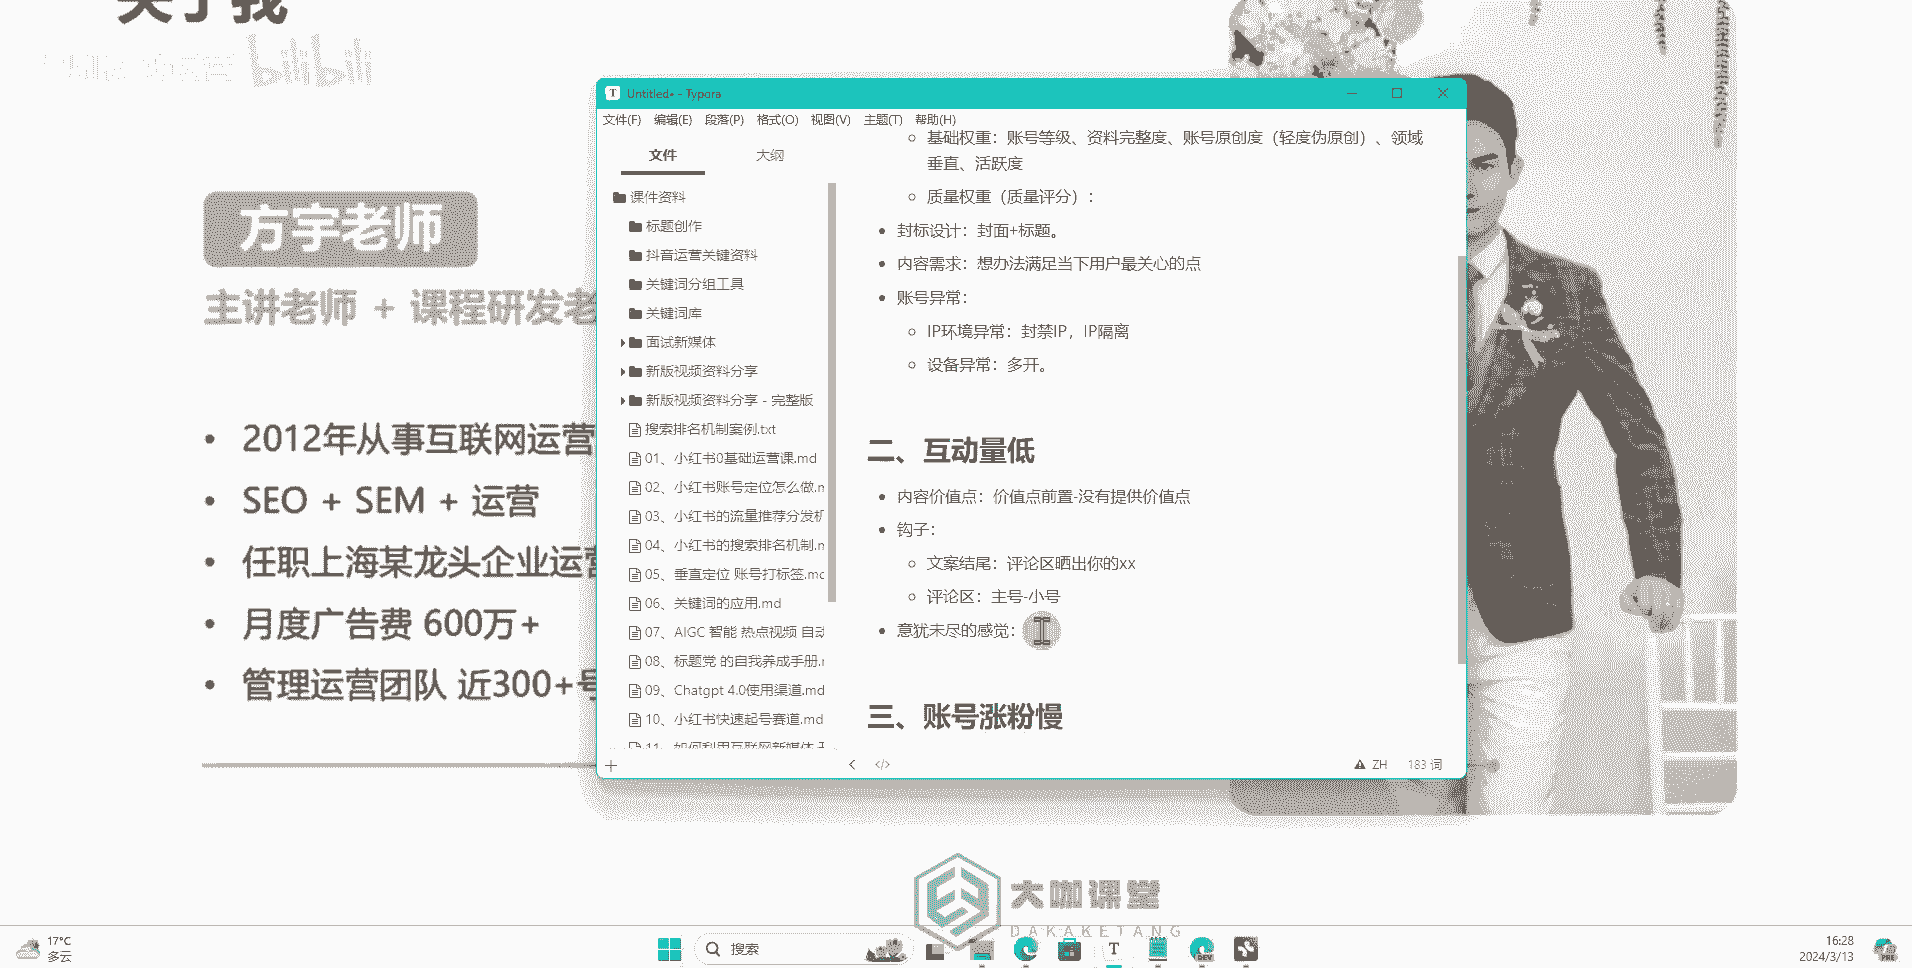 关于我
bilibili
方宇老师
主讲老师 + 课程研发老
2012年从事互联网运营
SEO + SEM + 运营
任职上海某龙头企业运营
月度广告费 600万+
管理运营团队 近300+号
Untitled• - Typora
文件(F) 编辑(E) 段落(P) 格式(O) 视图(V) 主题(T) 帮助(H)
文件 大纲
课件资料
标题创作
抖音运营关键资料
关键词分组工具
关键词库
面试新媒体
新版视频资料分享
新版视频资料分享 - 完整版
搜索排名机制案例.txt
01、小红书0基础运营课.md
02、小红书账号定位怎么做.m
03、小红书的流量推荐分发机
04、小红书的搜索排名机制.m
05、垂直定位 账号打标签.mc
06、关键词的应用.md
07、AIGC 智能 热点视频 自动
08、标题党 的自我养成手册.r
09、Chatgpt 4.0使用渠道.md
10、小红书快速起号赛道.md
11、如何利用互联网新媒体
基础权重：账号等级、资料完整度、账号原创度（轻度伪原创）、领域
垂直、活跃度
质量权重（质量评分）：
封标设计：封面+标题。
内容需求：想办法满足当下用户最关心的点
账号异常：
IP环境异常：封禁IP，IP隔离
设备异常：多开。
二、互动量低
内容价值点：价值点前置-没有提供价值点
钩子：
文案结尾：评论区晒出你的xx
评论区：主号-小号
意犹未尽的感觉：
三、账号涨粉慢
ZH 183 词
大咖课堂
DAKAKETANG
17°C
多云
搜索
T
DEV
16:28
2024/3/13
PRE